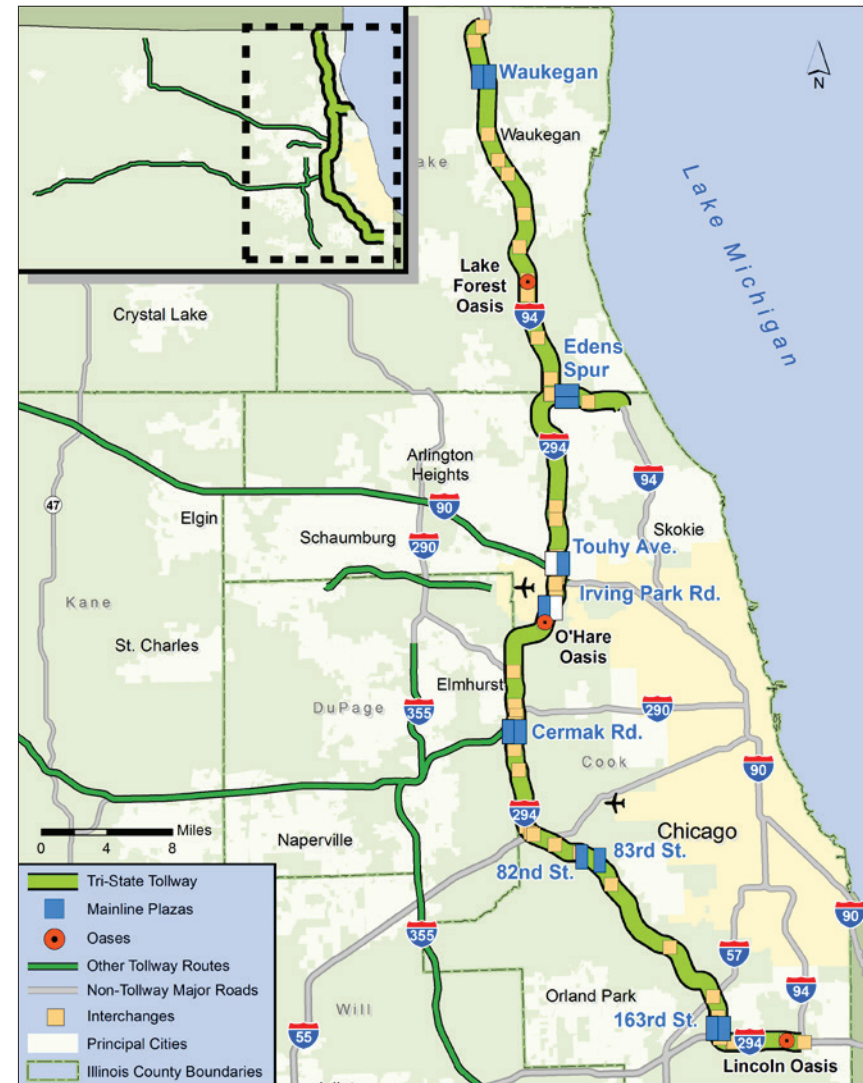 N
Waukegan
Waukegan
ake
Lake Michigan
Lake
Forest
Oasis
94
Crystal Lake
Edens
Spur
294
Arlington
Heights
94
47
90
Elgin
Skokie
Schaumburg
290
Touhy Ave.
Irving Park Rd.
Kane
St. Charles
O'Hare
Oasis
Elmhurst
DuPage
355
290
Cermak Rd.
Cook
90
294
Miles
0 4 8
Naperville
Chicago
83rd St.
82nd St.
Tri-State Tollway
Mainline Plazas
Oases
Other Tollway Routes
Non-Tollway Major Roads
Interchanges
Principal Cities
Illinois County Boundaries
355
90
57
Will
Orland Park
94
163rd St.
55
294
Lincoln Oasis